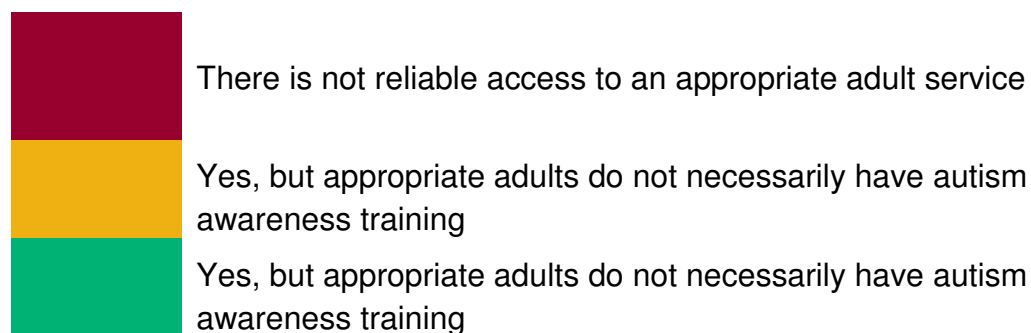 There is not reliable access to an appropriate adult service
Yes, but appropriate adults do not necessarily have autism
awareness training
Yes, but appropriate adults do not necessarily have autism
awareness training